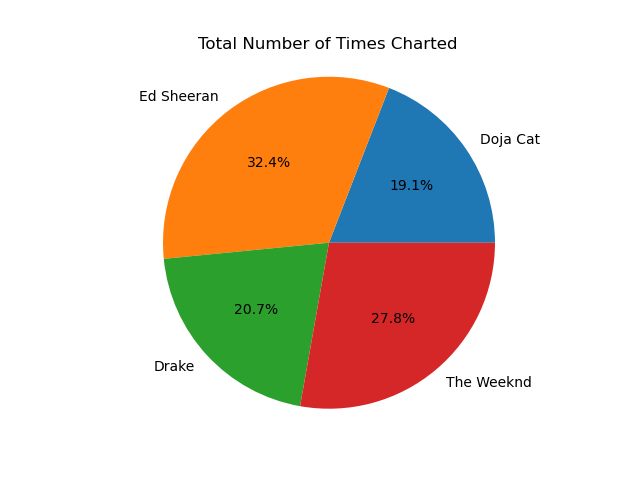 Total Number of Times Charted
Ed Sheeran
Doja Cat
32.4%
19.1%
20.7%
27.8%
Drake
The Weeknd